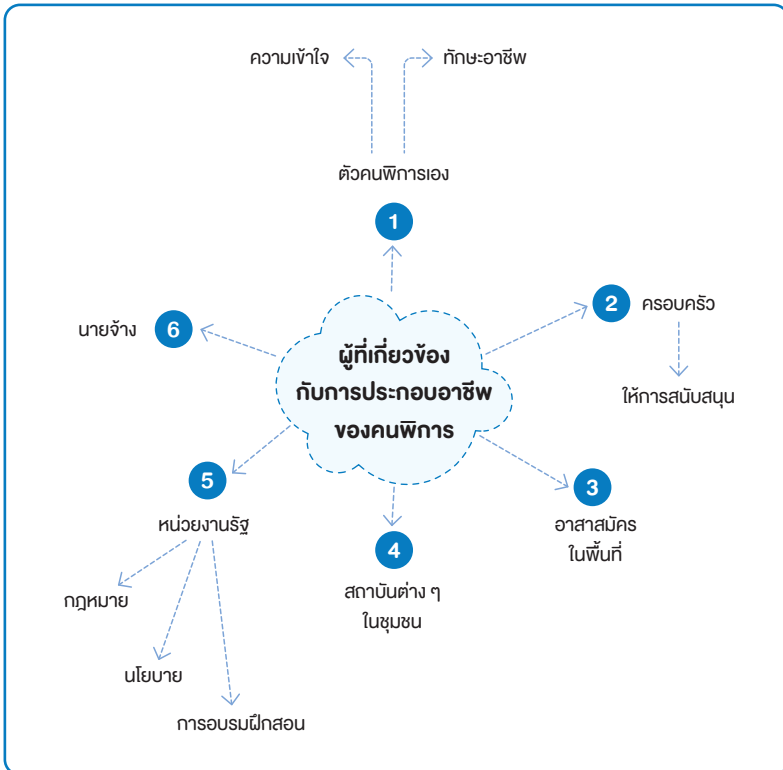 ความเข้าใจ
ทักษะอาชีพ
ตัวคนพิการเอง
1
ผู้ที่เกี่ยวข้อง
กับการประกอบอาชีพ
ของคนพิการ
2
ครอบครัว
ให้การสนับสนุน
3
อาสาสมัคร
ในพื้นที่
4
สถาบันต่าง ๆ
ในชุมชน
5
หน่วยงานรัฐ
กฎหมาย
นโยบาย
การอบรมฝึกสอน
6
นายจ้าง